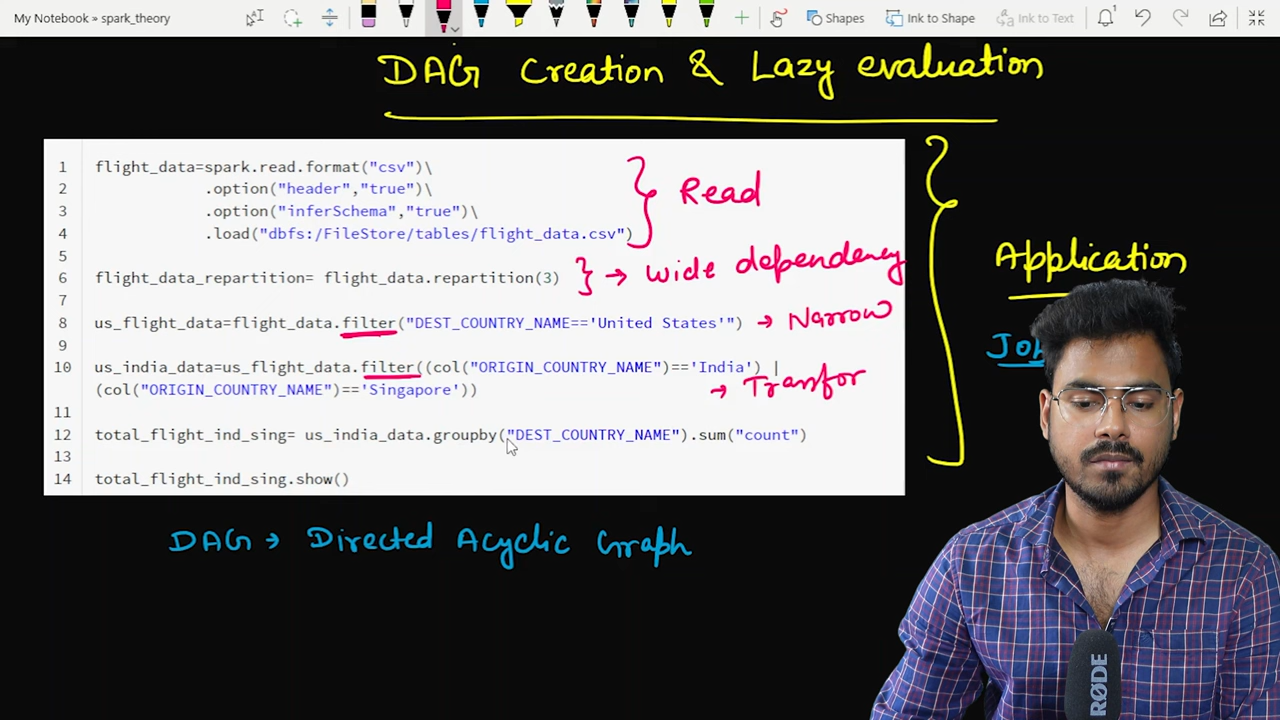 My Notebook » spark_theory
Shapes
Ink to Shape
Ink to Text
DAG Creation & Lazy evaluation
1 flight_data=spark.read.format("csv")\
2 .option("header","true")\
3 .option("inferSchema","true")\
4 .load("dbfs:/FileStore/tables/flight_data.csv")
} Read
5
6 flight_data_repartition= flight_data.repartition(3) } → wide dependency
7
8 us_flight_data=flight_data.filter("DEST_COUNTRY_NAME=='United States'") → Narrow
9
10 us_india_data=us_flight_data.filter((col("ORIGIN_COUNTRY_NAME")=='India') |
(col("ORIGIN_COUNTRY_NAME")=='Singapore'))
→ Transfor
11
12 total_flight_ind_sing= us_india_data.groupby("DEST_COUNTRY_NAME").sum("count")
13
14 total_flight_ind_sing.show()
Application
DAG → Directed Acyclic Graph
RØDE